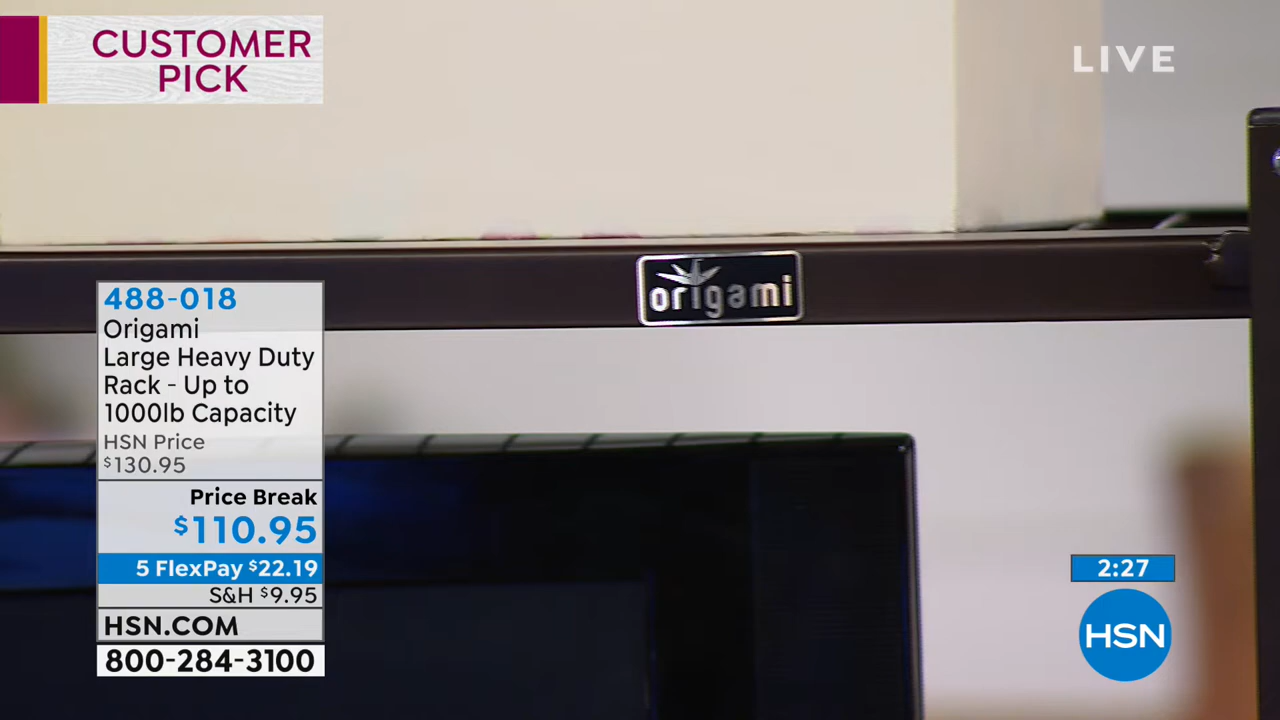 CUSTOMER
PICK
LIVE
origami
488-018
Origami
Large Heavy Duty
Rack - Up to
1000lb Capacity
HSN Price
$130.95
Price Break
$110.95
5 FlexPay $22.19
S&H $9.95
HSN.COM
800-284-3100
2:27
HSN